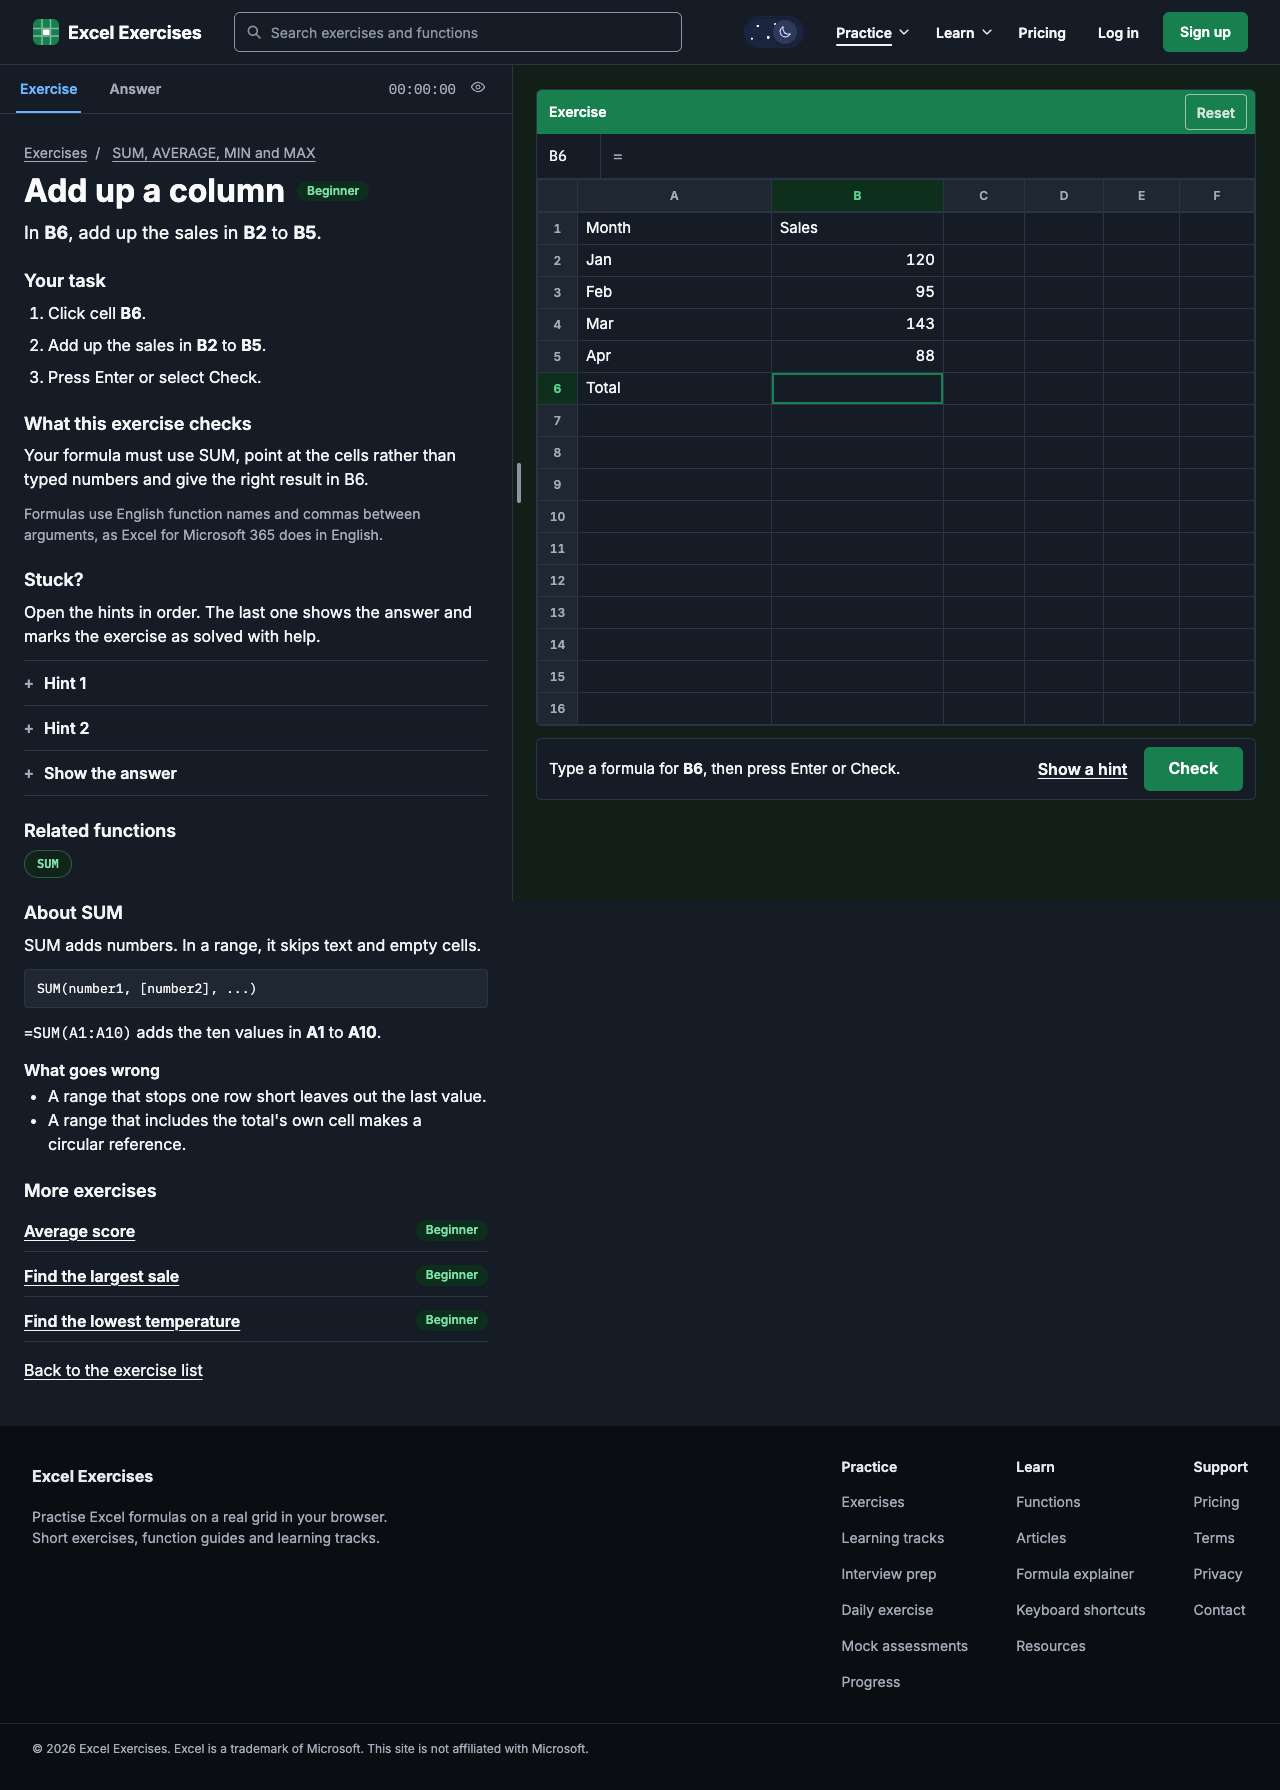 Excel Exercises
Search exercises and functions
Practice
Learn
Pricing
Log in
Sign up
Exercise
Answer
00:00:00
Exercises / SUM, AVERAGE, MIN and MAX
Add up a column
Beginner
In B6, add up the sales in B2 to B5.
Your task
1. Click cell B6.
2. Add up the sales in B2 to B5.
3. Press Enter or select Check.
What this exercise checks
Your formula must use SUM, point at the cells rather than
typed numbers and give the right result in B6.
Formulas use English function names and commas between
arguments, as Excel for Microsoft 365 does in English.
Stuck?
Open the hints in order. The last one shows the answer and
marks the exercise as solved with help.
+ Hint 1
+ Hint 2
+ Show the answer
Related functions
SUM
About SUM
SUM adds numbers. In a range, it skips text and empty cells.
SUM(number1, [number2], ...)
=SUM(A1:A10) adds the ten values in A1 to A10.
What goes wrong
• A range that stops one row short leaves out the last value.
• A range that includes the total's own cell makes a
circular reference.
More exercises
Average score Beginner
Find the largest sale Beginner
Find the lowest temperature Beginner
Back to the exercise list
Exercise
Reset
B6 =
A B C D E F
1 Month Sales
2 Jan 120
3 Feb 95
4 Mar 143
5 Apr 88
6 Total
7
8
9
10
11
12
13
14
15
16
Type a formula for B6, then press Enter or Check.
Show a hint
Check
Excel Exercises
Practise Excel formulas on a real grid in your browser.
Short exercises, function guides and learning tracks.
Practice
Exercises
Learning tracks
Interview prep
Daily exercise
Mock assessments
Progress
Learn
Functions
Articles
Formula explainer
Keyboard shortcuts
Resources
Support
Pricing
Terms
Privacy
Contact
© 2026 Excel Exercises. Excel is a trademark of Microsoft. This site is not affiliated with Microsoft.